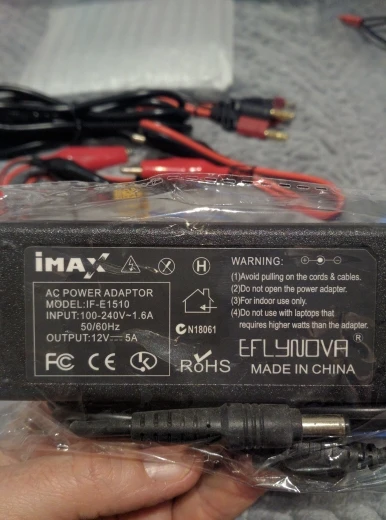 iMAX
H
AC POWER ADAPTOR
MODEL:IF-E1510
INPUT:100-240V~1.6A
50/60Hz
OUTPUT:12V⎓5A
FC CE
N18061
RoHS
WARNING:
(1)Avoid pulling on the cords & cables.
(2)Do not open the power adapter.
(3)For indoor use only.
(4)Do not use with laptops that
requires higher watts than the adapter.
EFLYNOVA®
MADE IN CHINA